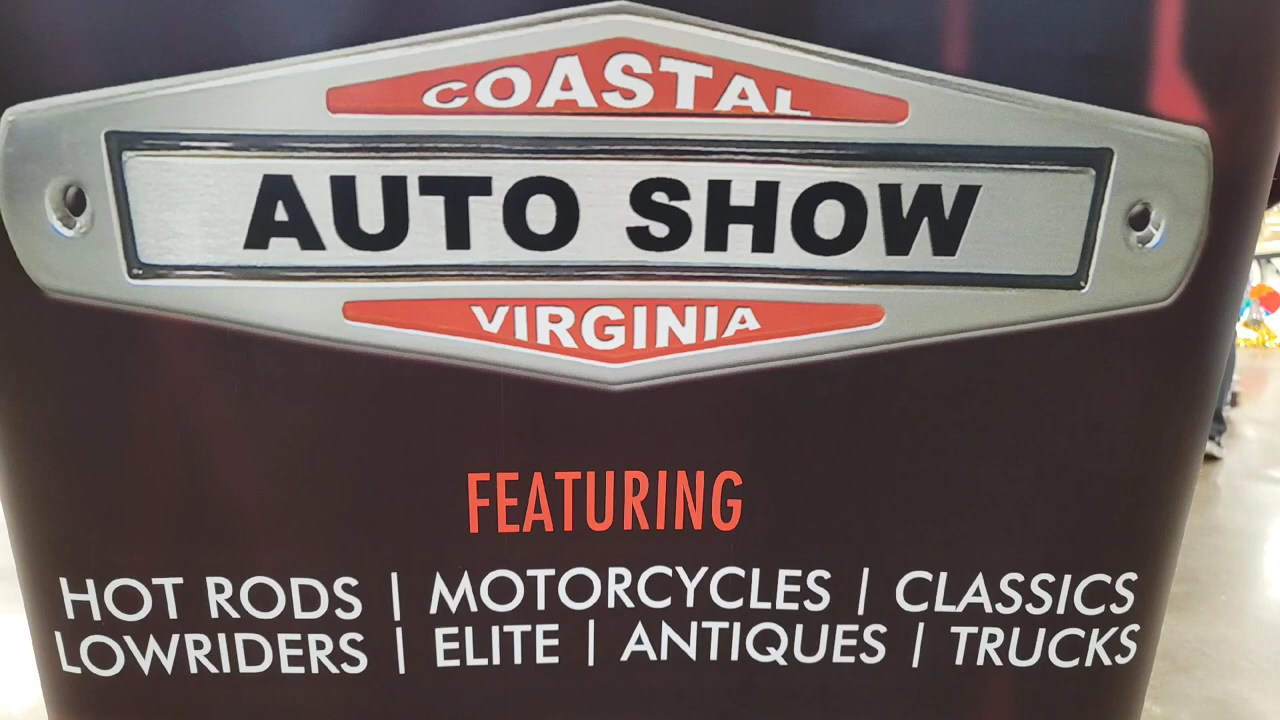 COASTAL
AUTO SHOW
VIRGINIA
FEATURING
HOT RODS | MOTORCYCLES | CLASSICS
LOWRIDERS | ELITE | ANTIQUES | TRUCKS